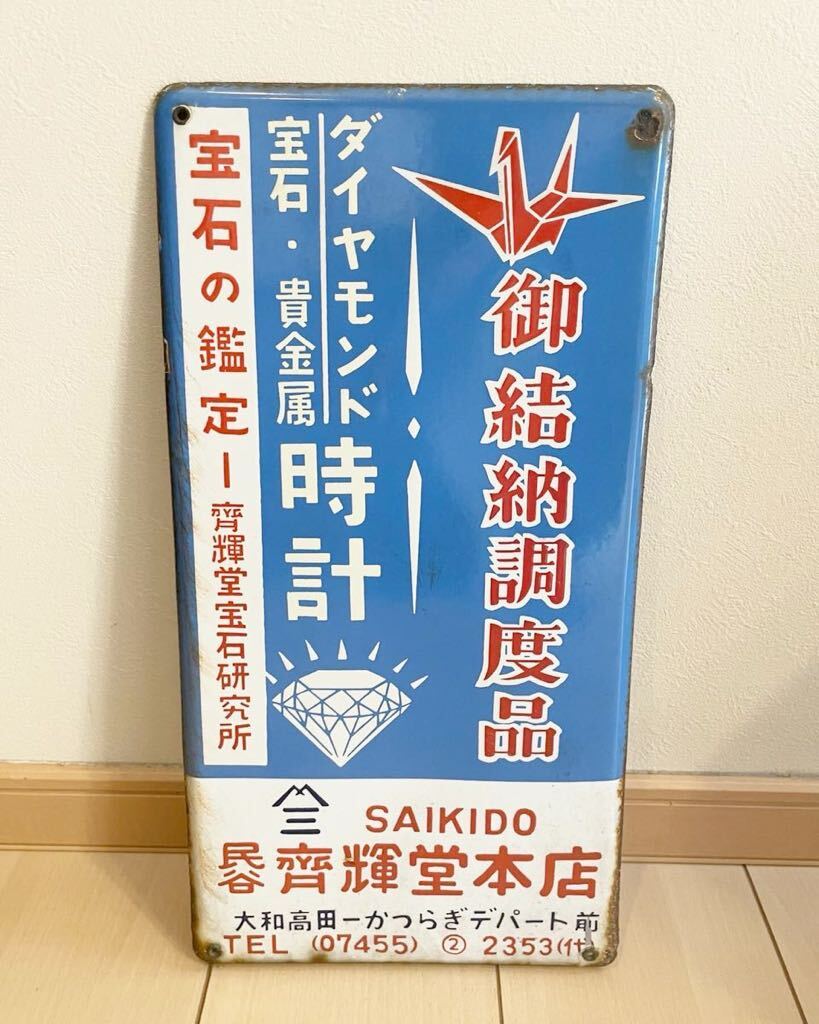 御結納調度品
ダイヤモンド
宝石・貴金属
時計
宝石の鑑定ー齊輝堂宝石研究所
SAIKIDO
齊輝堂本店
大和高田ーかつらぎデパート前
TEL (07455) ② 2353(代)